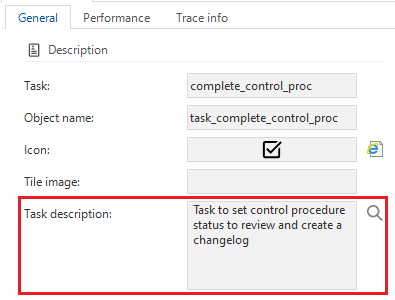 General Performance Trace info
Description
Task: complete_control_proc
Object name: task_complete_control_proc
Icon:
Tile image:
Task description: Task to set control procedure
status to review and create a
changelog